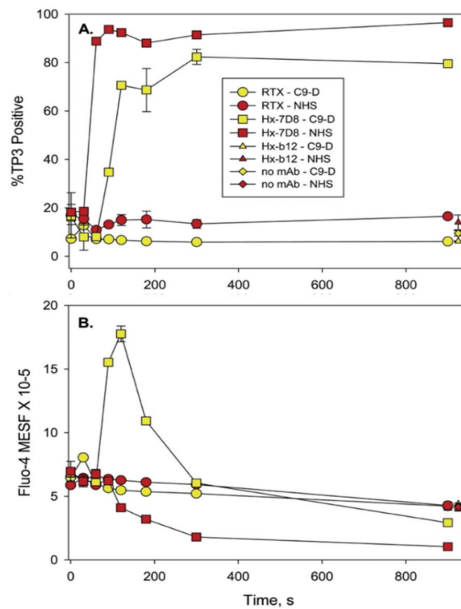 100
A.
80
60
40
20
0
%TP3 Positive
RTX - C9-D
RTX - NHS
Hx-7D8 - C9-D
Hx-7D8 - NHS
Hx-b12 - C9-D
Hx-b12 - NHS
no mAb - C9-D
no mAb - NHS
0 200 400 600 800
20
B.
15
10
5
0
Fluo-4 MESF X 10-5
0 200 400 600 800
Time, s